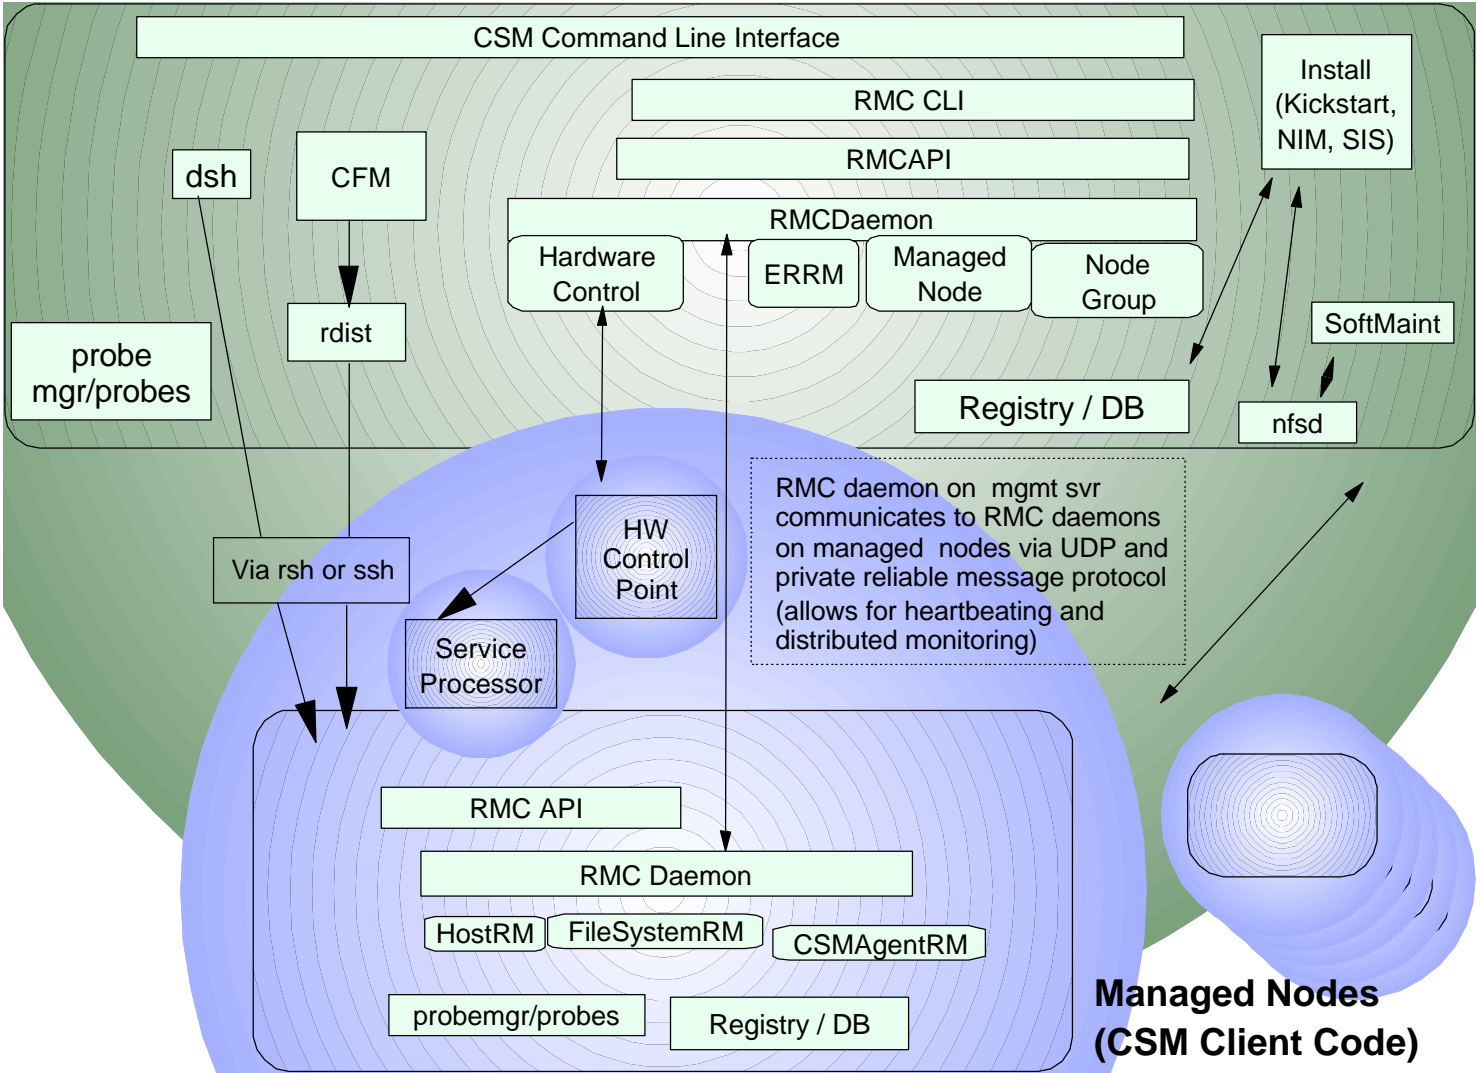 CSM Command Line Interface
RMC CLI
Install
(Kickstart,
NIM, SIS)
RMCAPI
dsh
CFM
RMCDaemon
Hardware
Control
ERRM
Managed
Node
Node
Group
rdist
SoftMaint
probe
mgr/probes
Registry / DB
nfsd
RMC daemon on mgmt svr
communicates to RMC daemons
on managed nodes via UDP and
private reliable message protocol
(allows for heartbeating and
distributed monitoring)
HW
Control
Point
Via rsh or ssh
Service
Processor
RMC API
RMC Daemon
HostRM
FileSystemRM
CSMAgentRM
probemgr/probes
Registry / DB
Managed Nodes
(CSM Client Code)